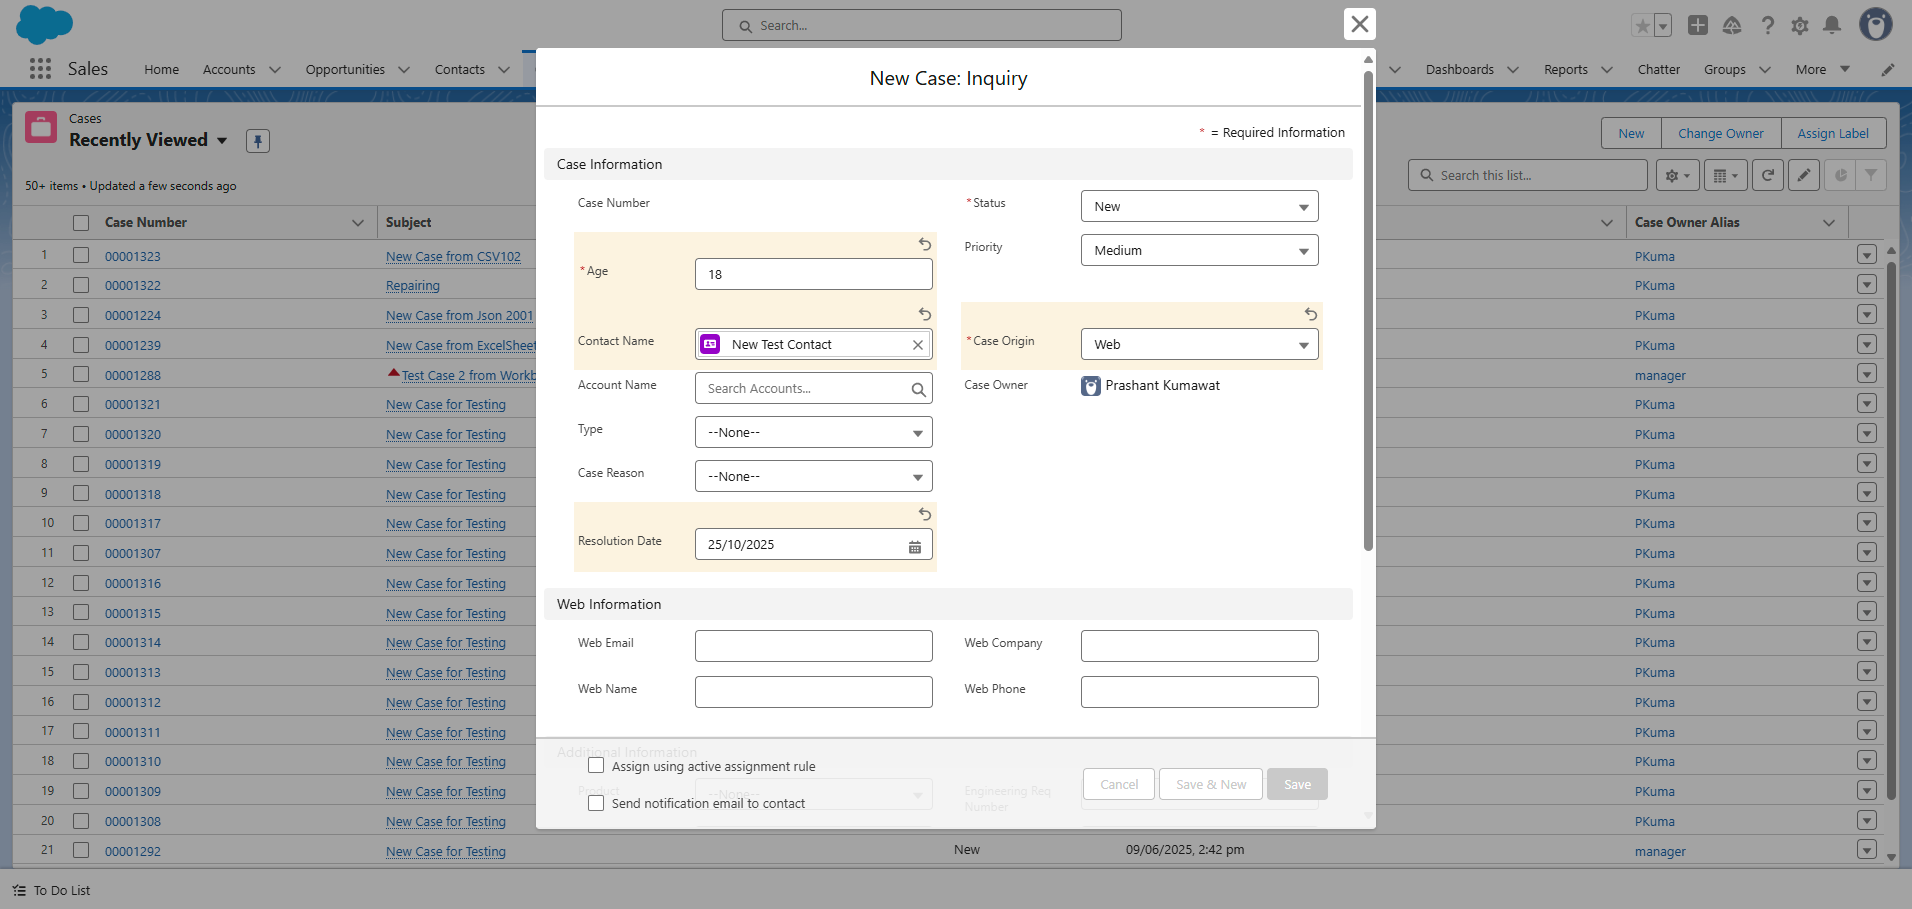 Search...
Sales
Home
Accounts
Opportunities
Contacts
Dashboards
Reports
Chatter
Groups
More
Cases
Recently Viewed
50+ items • Updated a few seconds ago
New
Change Owner
Assign Label
Search this list...
Case Number
Subject
Case Owner Alias
1 00001323 New Case from CSV102 PKuma
2 00001322 Repairing PKuma
3 00001224 New Case from Json 2001 PKuma
4 00001239 New Case from ExcelSheet PKuma
5 00001288 Test Case 2 from Workb manager
6 00001321 New Case for Testing PKuma
7 00001320 New Case for Testing PKuma
8 00001319 New Case for Testing PKuma
9 00001318 New Case for Testing PKuma
10 00001317 New Case for Testing PKuma
11 00001307 New Case for Testing PKuma
12 00001316 New Case for Testing PKuma
13 00001315 New Case for Testing PKuma
14 00001314 New Case for Testing PKuma
15 00001313 New Case for Testing PKuma
16 00001312 New Case for Testing PKuma
17 00001311 New Case for Testing PKuma
18 00001310 New Case for Testing PKuma
19 00001309 New Case for Testing PKuma
20 00001308 New Case for Testing PKuma
21 00001292 New Case for Testing New 09/06/2025, 2:42 pm manager
To Do List
New Case: Inquiry
* = Required Information
Case Information
Case Number
*Status New
Priority Medium
*Age 18
Contact Name New Test Contact
*Case Origin Web
Account Name Search Accounts...
Case Owner Prashant Kumawat
Type --None--
Case Reason --None--
Resolution Date 25/10/2025
Web Information
Web Email
Web Company
Web Name
Web Phone
Additional Information
Assign using active assignment rule
Product --None--
Engineering Req
Number
Send notification email to contact
Cancel
Save & New
Save